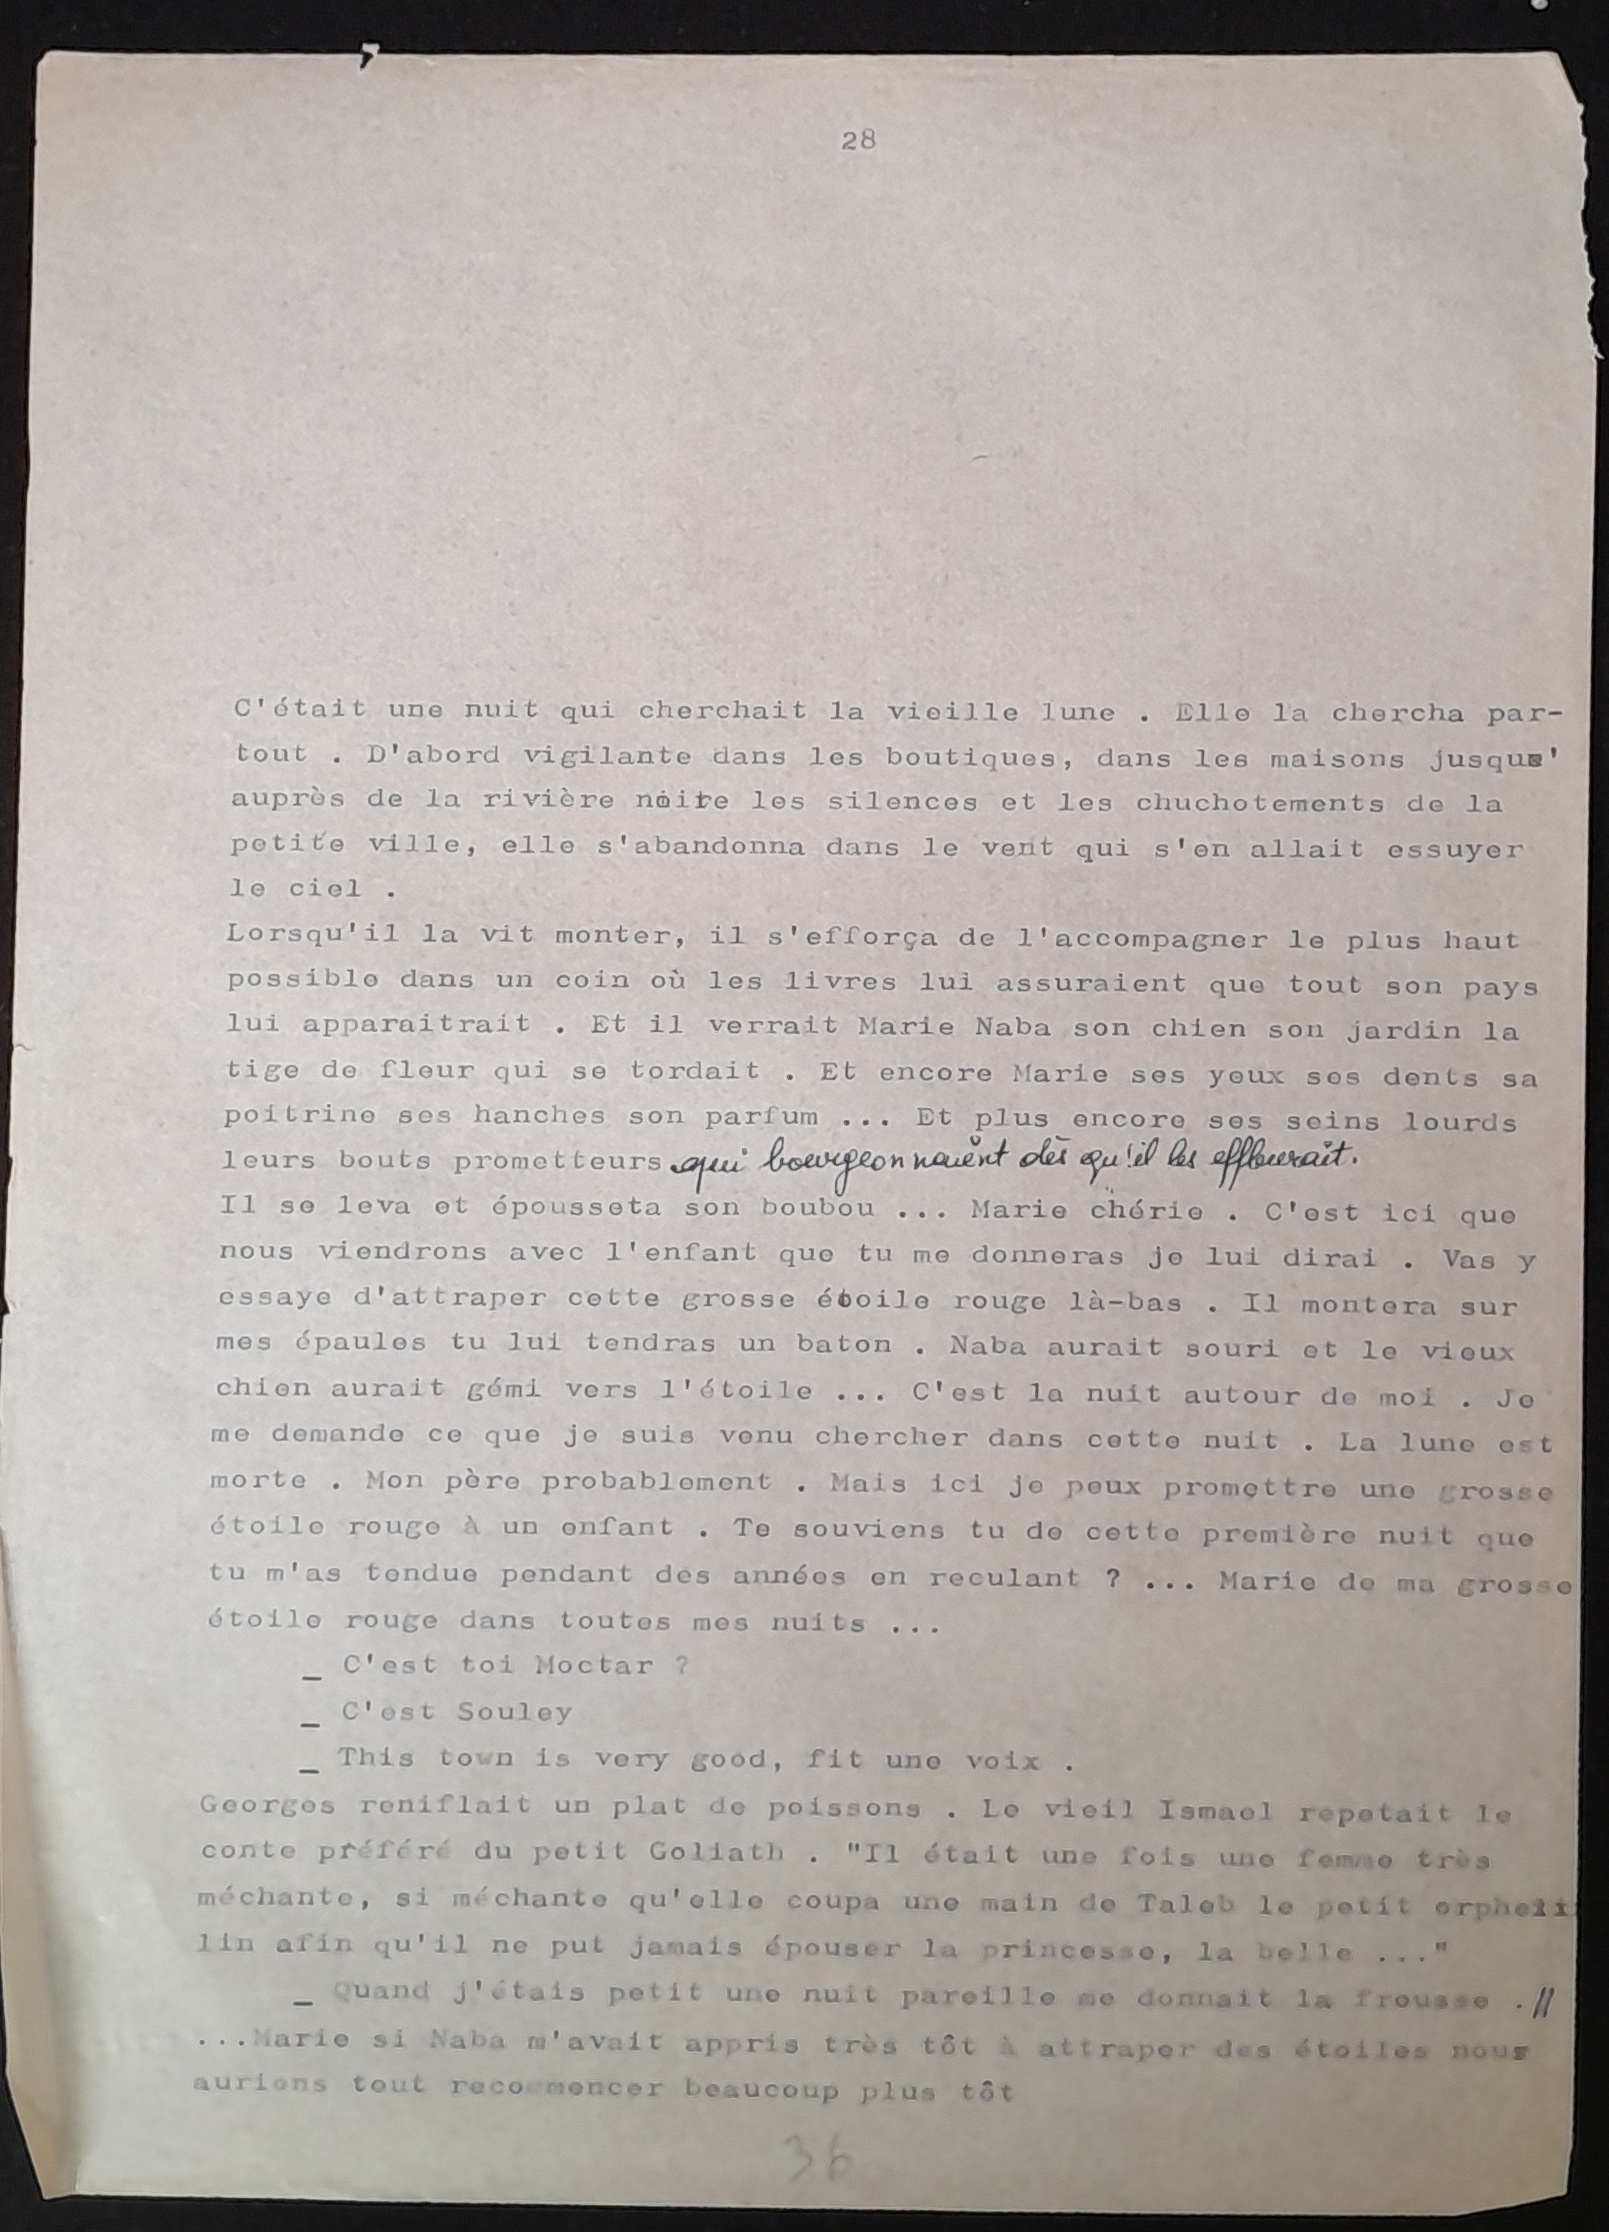 28
C'était une nuit qui cherchait la vieille lune . Elle la chercha par-
tout . D'abord vigilante dans les boutiques, dans les maisons jusqu'
auprès de la rivière noire les silences et les chuchotements de la
petite ville, elle s'abandonna dans le vent qui s'en allait essuyer
le ciel .
Lorsqu'il la vit monter, il s'efforça de l'accompagner le plus haut
possible dans un coin où les livres lui assuraient que tout son pays
lui apparaitrait . Et il verrait Marie Naba son chien son jardin la
tige de fleur qui se tordait . Et encore Marie ses yeux ses dents sa
poitrine ses hanches son parfum ... Et plus encore ses seins lourds
leurs bouts prometteurs qui bourgeonnaient dès qu'il les effleurait.
Il se leva et épousseta son boubou ... Marie chérie . C'est ici que
nous viendrons avec l'enfant que tu me donneras je lui dirai . Vas y
essaye d'attraper cette grosse étoile rouge là-bas . Il montera sur
mes épaules tu lui tendras un baton . Naba aurait souri et le vieux
chien aurait gémi vers l'étoile ... C'est la nuit autour de moi . Je
me demande ce que je suis venu chercher dans cette nuit . La lune est
morte . Mon père probablement . Mais ici je peux promettre une grosse
étoile rouge à un enfant . Te souviens tu de cette première nuit que
tu m'as tendue pendant des années en reculant ? ... Marie de ma grosse
étoile rouge dans toutes mes nuits ...
_ C'est toi Moctar ?
_ C'est Souley
_ This town is very good, fit une voix .
Georges reniflait un plat de poissons . Le vieil Ismael repetait le
conte préféré du petit Goliath . "Il était une fois une femme très
méchante, si méchante qu'elle coupa une main de Taleb le petit orphe
lin afin qu'il ne put jamais épouser la princesse, la belle ..."
_ Quand j'étais petit une nuit pareille me donnait la frousse . //
...Marie si Naba m'avait appris très tôt à attraper des étoiles nous
aurions tout recommencer beaucoup plus tôt
36